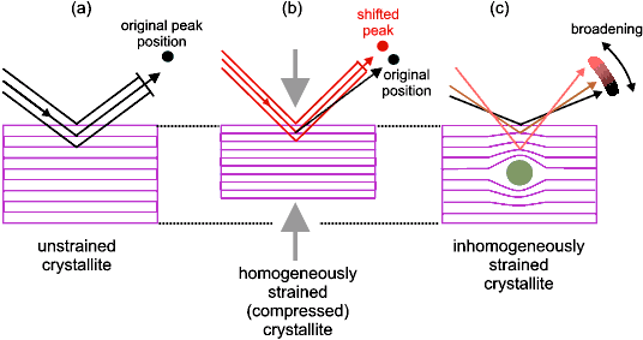 (a)
original peak
position
unstrained
crystallite
(b)
shifted
peak
original
position
homogeneously
strained
(compressed)
crystallite
(c)
broadening
inhomogeneously
strained
crystallite